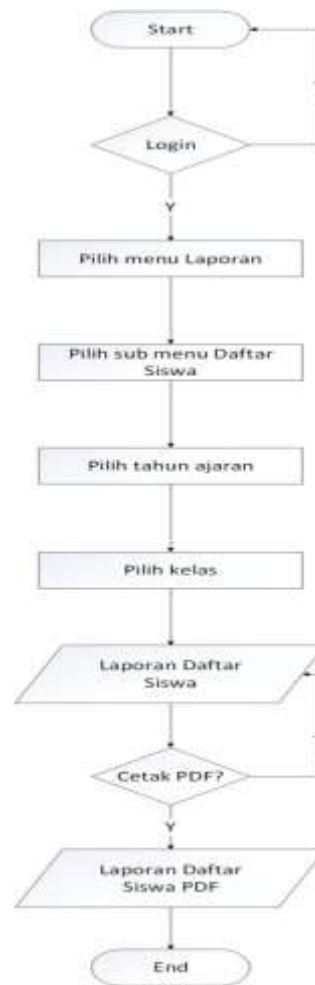 Start
Login
Y
Pilih menu Laporan
Pilih sub menu Daftar
Siswa
Pilih tahun ajaran
Pilih kelas
Laporan Daftar
Siswa
Cetak PDF?
Y
Laporan Daftar
Siswa PDF
End